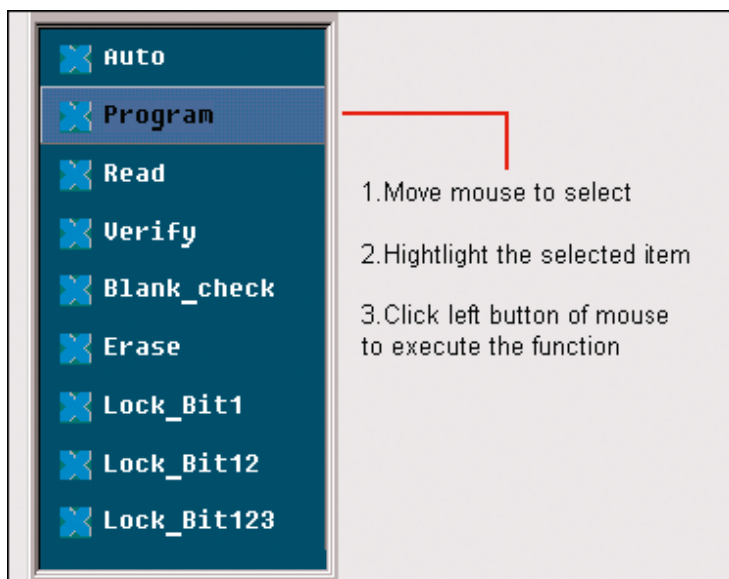 Auto
Program
Read
Verify
Blank_check
Erase
Lock_Bit1
Lock_Bit12
Lock_Bit123
1.Move mouse to select
2.Hightlight the selected item
3.Click left button of mouse
to execute the function